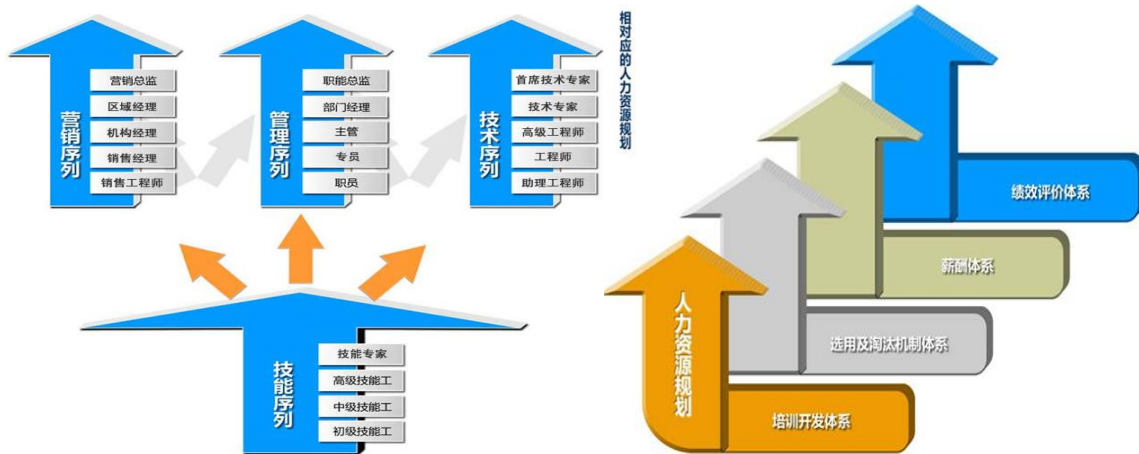 营销序列
营销总监
区域经理
机构经理
销售经理
销售工程师
管理序列
职能总监
部门经理
主管
专员
职员
技术序列
首席技术专家
技术专家
高级工程师
工程师
助理工程师
技能序列
技能专家
高级技能工
中级技能工
初级技能工
相对应的人力资源规划
人力资源规划
绩效评价体系
薪酬体系
选用及淘汰机制体系
培训开发体系